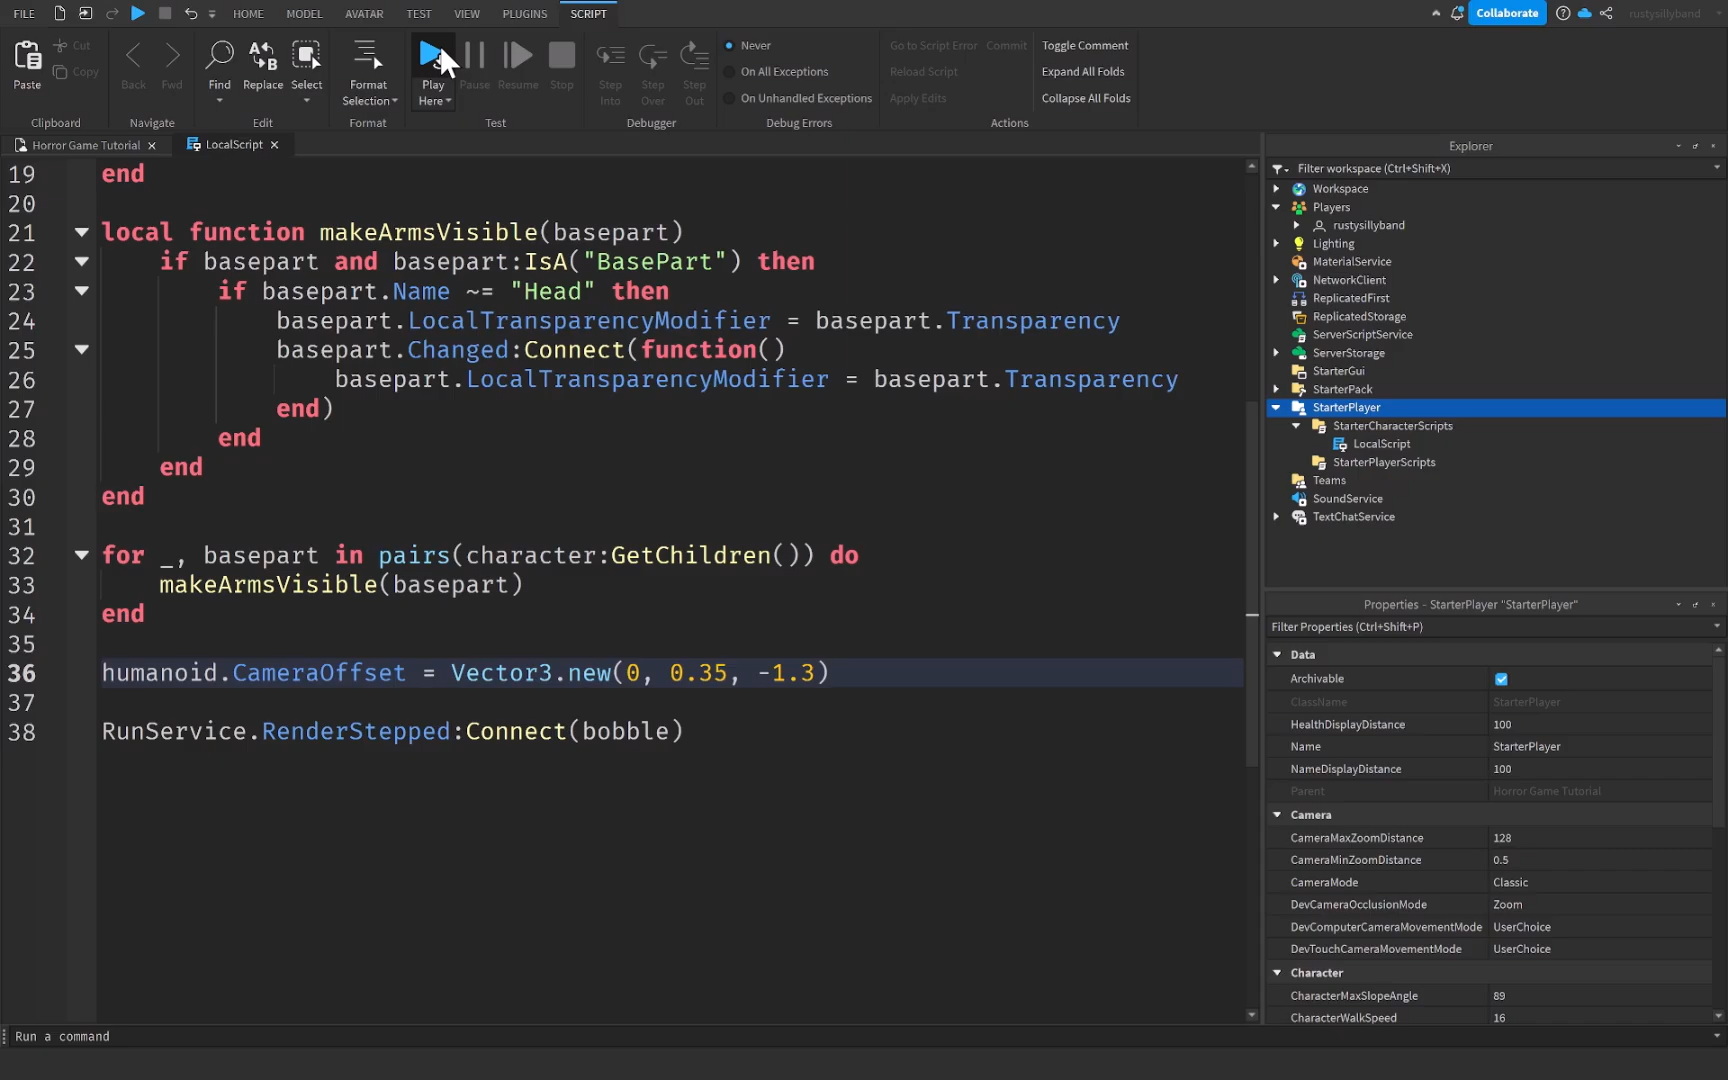 FILE HOME MODEL AVATAR TEST VIEW PLUGINS SCRIPT Collaborate rustysillyband
Paste Cut Copy Back Fwd Find Replace Select Format Selection Play Here Pause Resume Stop Step Into Step Over Step Out
Never
On All Exceptions
On Unhandled Exceptions
Go to Script Error Commit
Reload Script
Apply Edits
Toggle Comment
Expand All Folds
Collapse All Folds
Clipboard Navigate Edit Format Test Debugger Debug Errors Actions
Horror Game Tutorial LocalScript
19 end
20
21 local function makeArmsVisible(basepart)
22 if basepart and basepart:IsA("BasePart") then
23 if basepart.Name ~= "Head" then
24 basepart.LocalTransparencyModifier = basepart.Transparency
25 basepart.Changed:Connect(function()
26 basepart.LocalTransparencyModifier = basepart.Transparency
27 end)
28 end
29 end
30 end
31
32 for _, basepart in pairs(character:GetChildren()) do
33 makeArmsVisible(basepart)
34 end
35
36 humanoid.CameraOffset = Vector3.new(0, 0.35, -1.3)
37
38 RunService.RenderStepped:Connect(bobble)
Explorer
Filter workspace (Ctrl+Shift+X)
Workspace
Players
rustysillyband
Lighting
MaterialService
NetworkClient
ReplicatedFirst
ReplicatedStorage
ServerScriptService
ServerStorage
StarterGui
StarterPack
StarterPlayer
StarterCharacterScripts
LocalScript
StarterPlayerScripts
Teams
SoundService
TextChatService
Properties - StarterPlayer "StarterPlayer"
Filter Properties (Ctrl+Shift+P)
Data
Archivable
ClassName StarterPlayer
HealthDisplayDistance 100
Name StarterPlayer
NameDisplayDistance 100
Parent Horror Game Tutorial
Camera
CameraMaxZoomDistance 128
CameraMinZoomDistance 0.5
CameraMode Classic
DevCameraOcclusionMode Zoom
DevComputerCameraMovementMode UserChoice
DevTouchCameraMovementMode UserChoice
Character
CharacterMaxSlopeAngle 89
CharacterWalkSpeed 16
Run a command